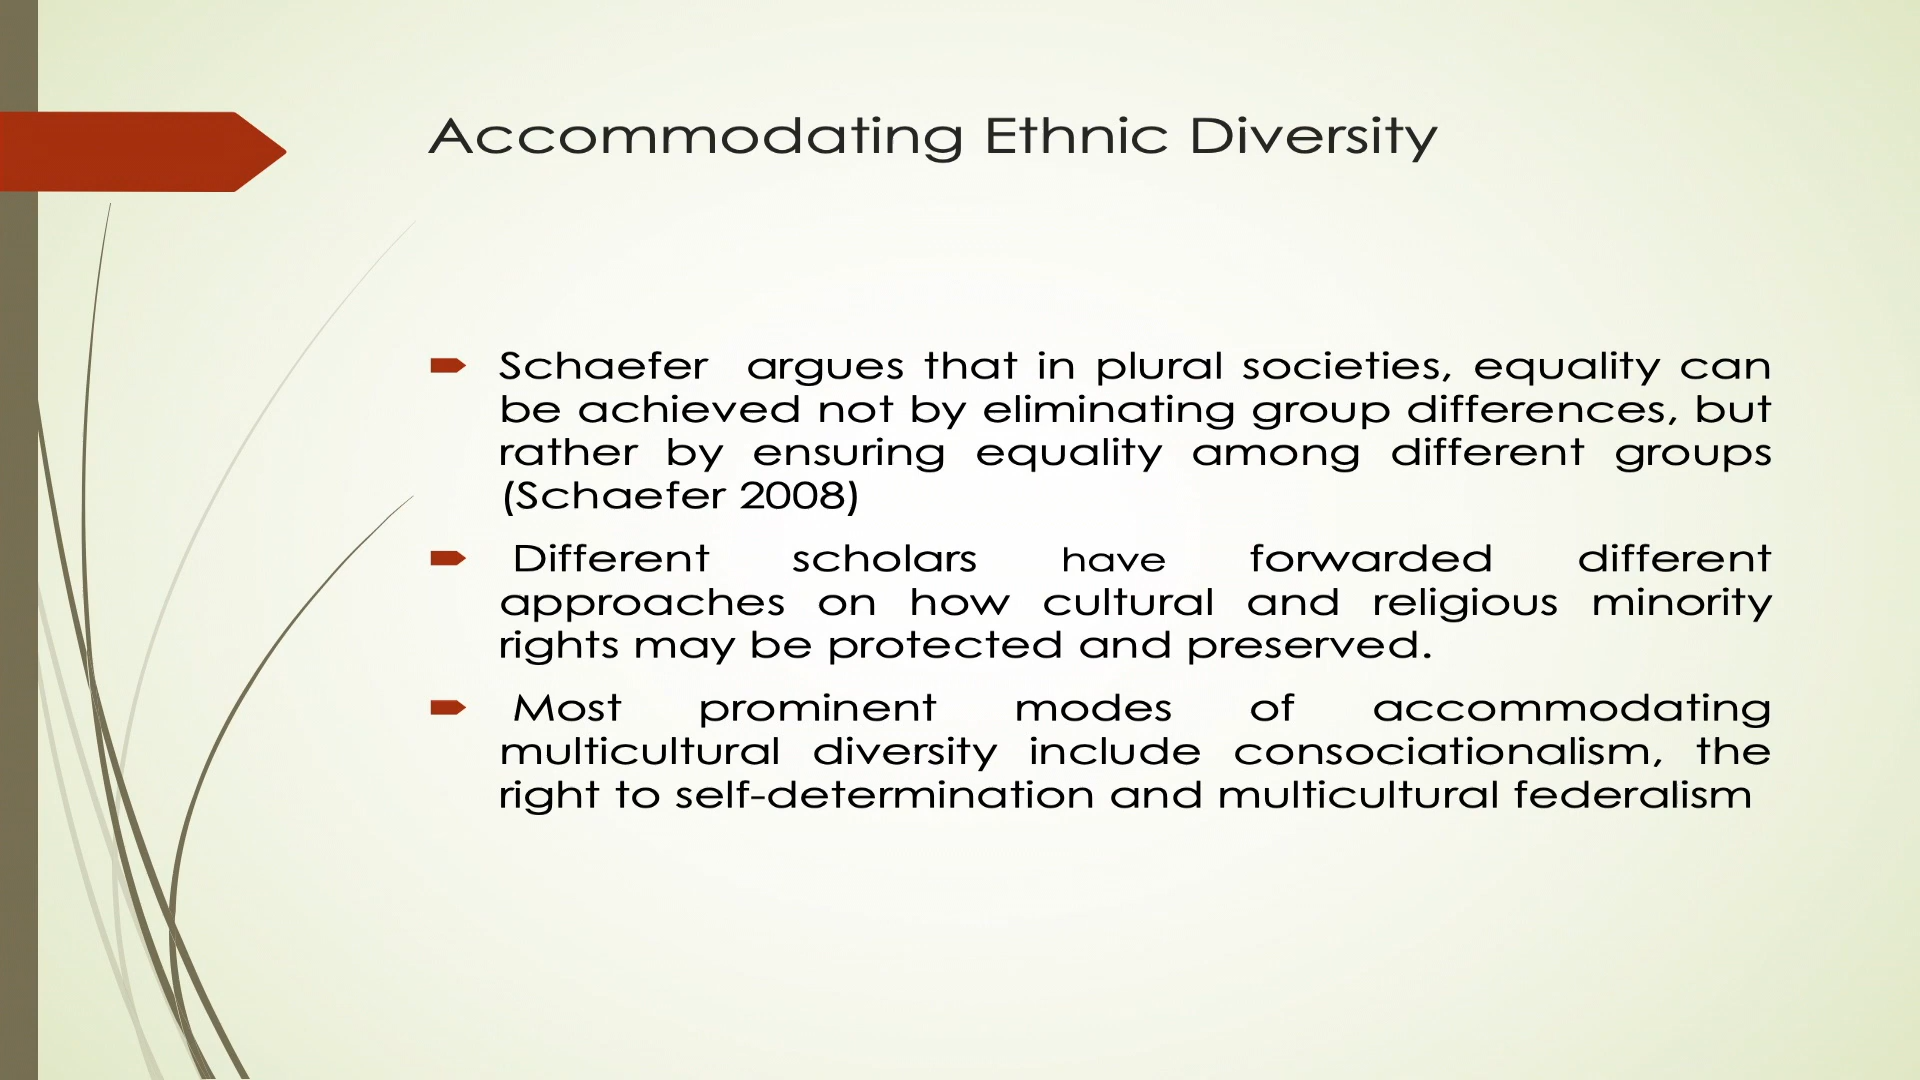 Accommodating Ethnic Diversity
Schaefer argues that in plural societies, equality can
be achieved not by eliminating group differences, but
rather by ensuring equality among different groups
(Schaefer 2008)
Different scholars have forwarded different
approaches on how cultural and religious minority
rights may be protected and preserved.
Most prominent modes of accommodating
multicultural diversity include consociationalism, the
right to self-determination and multicultural federalism